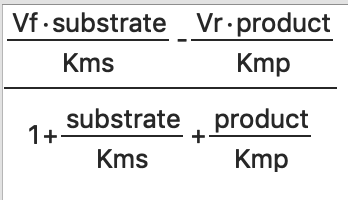 Vf·substrate - Vr·product
Kms Kmp
1+ substrate + product
Kms Kmp